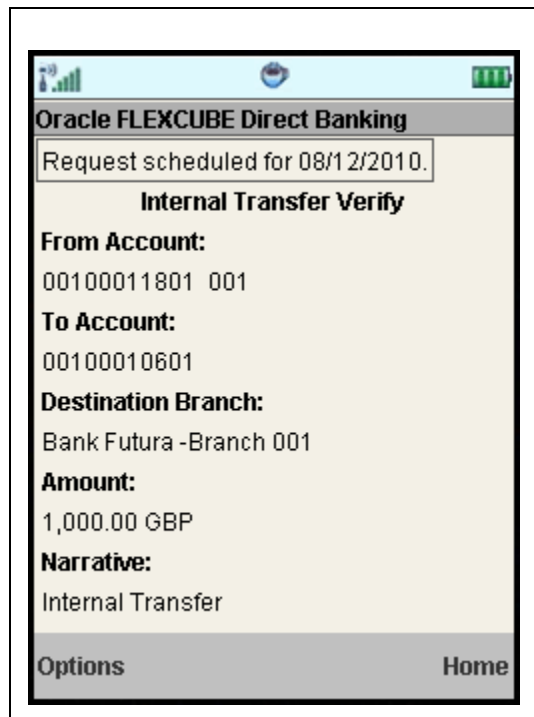 Oracle FLEXCUBE Direct Banking
Request scheduled for 08/12/2010.
Internal Transfer Verify
From Account:
00100011801 001
To Account:
00100010601
Destination Branch:
Bank Futura -Branch 001
Amount:
1,000.00 GBP
Narrative:
Internal Transfer
Options Home